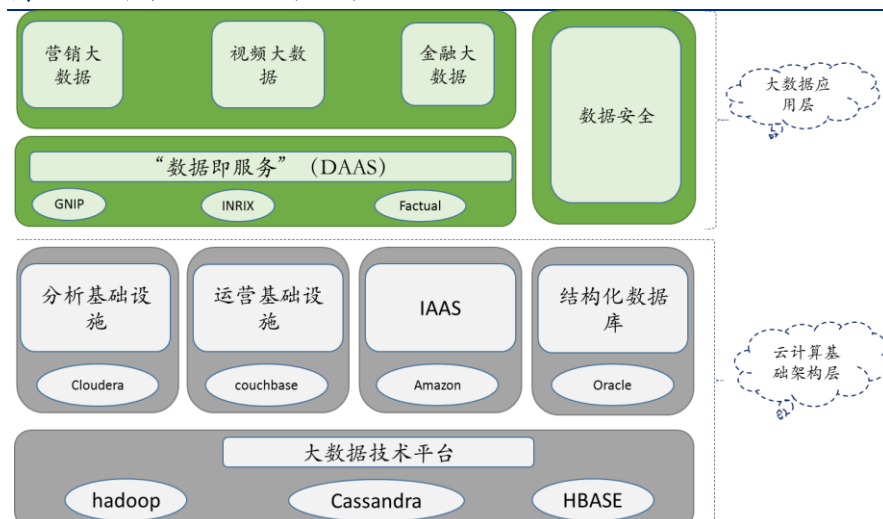 营销大
数据
视频大数
据
金融大
数据
数据安全
大数据应
用层
“数据即服务” （DAAS）
GNIP
INRIX
Factual
分析基础设
施
运营基础设
施
IAAS
结构化数据
库
Cloudera
couchbase
Amazon
Oracle
云计算基
础架构层
大数据技术平台
hadoop
Cassandra
HBASE